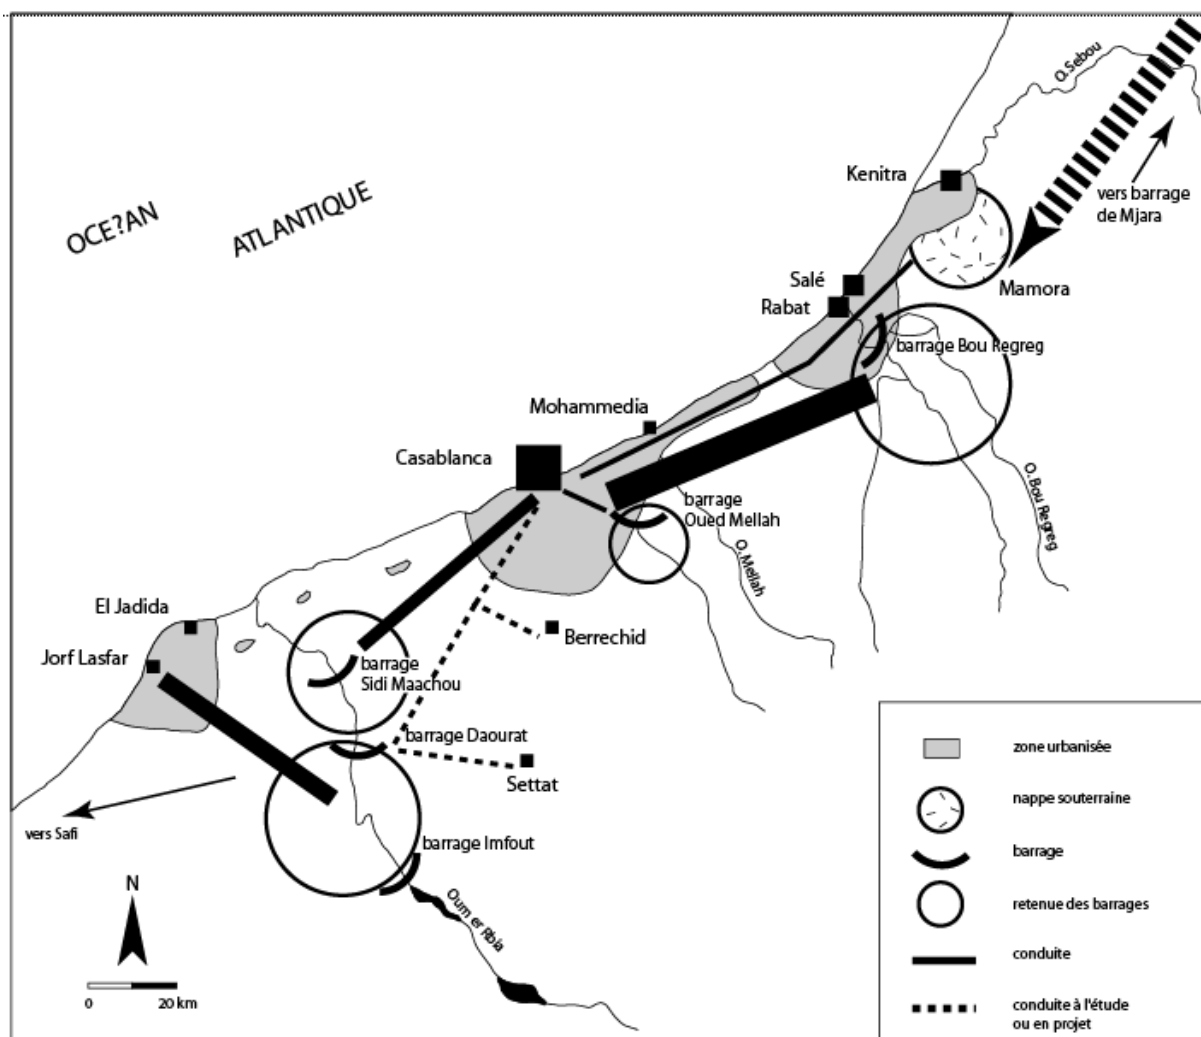 O. Sebou
Kenitra
vers barrage
de Mjara
OCE?AN
ATLANTIQUE
Salé
Rabat
Mamora
barrage Bou Regreg
Mohammedia
Casablanca
barrage
Oued Mellah
O. Bou Regreg
O. Mellah
El Jadida
Berrechid
Jorf Lasfar
barrage
Sidi Maachou
barrage Daourat
Settat
vers Safi
barrage Imfout
Oum er Rbia
N
0 20 km
zone urbanisée
nappe souterraine
barrage
retenue des barrages
conduite
conduite à l'étude
ou en projet